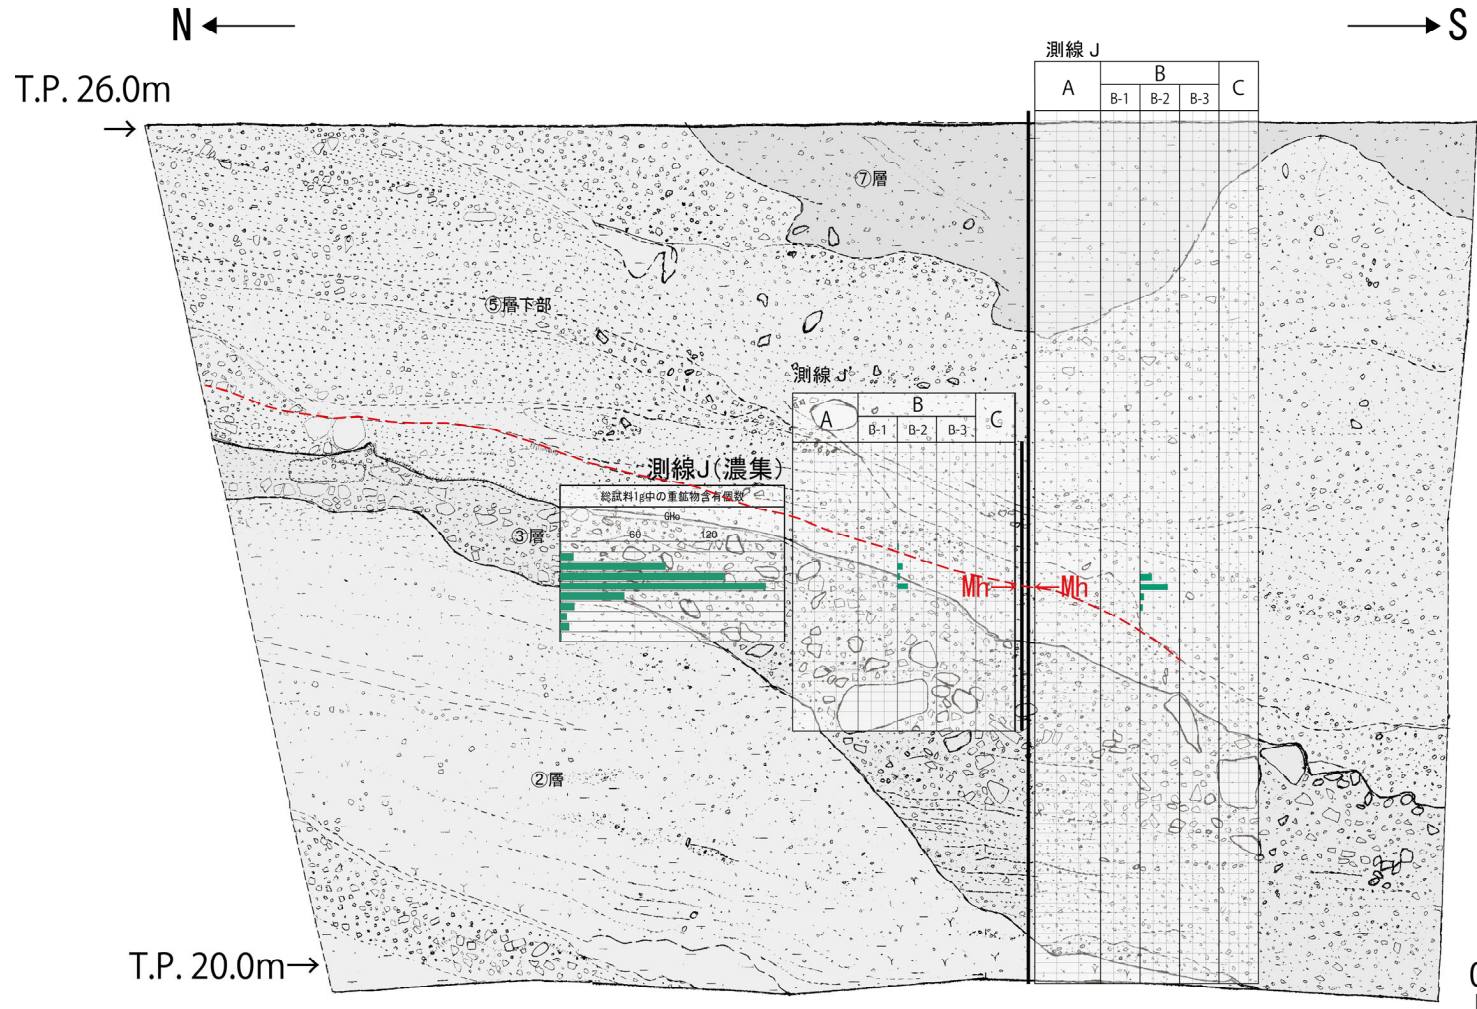 N
S
測線 J
T.P. 26.0m
A
B
C
B-1
B-2
B-3
⑦層
⑤層下部
測線 J'
A
B
C
B-1
B-2
B-3
測線J(濃集)
総試料1g中の重鉱物含有個数
GHo
60
120
③層
Mh
Mh
②層
T.P. 20.0m